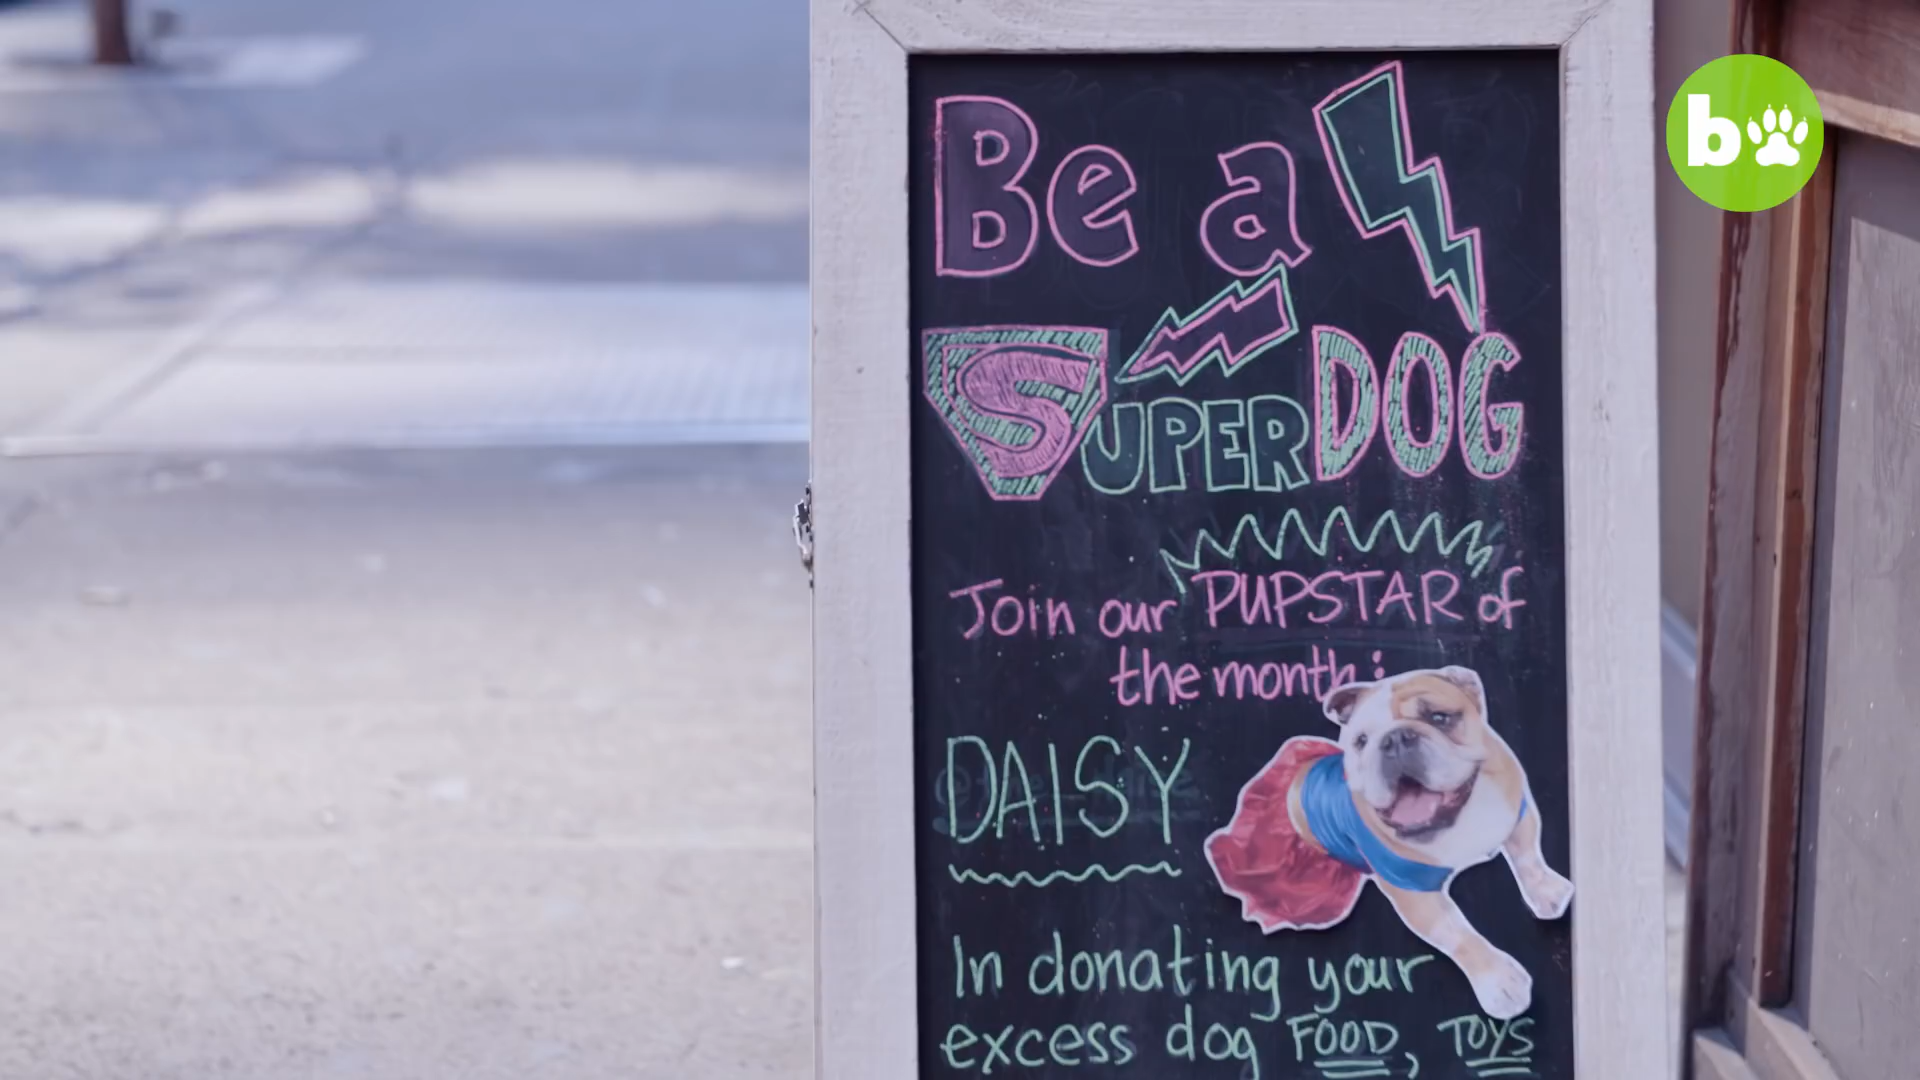 Be a
SUPERDOG
Join our PUPSTAR of
the month:
DAISY
In donating your
excess dog FOOD, TOYS
b